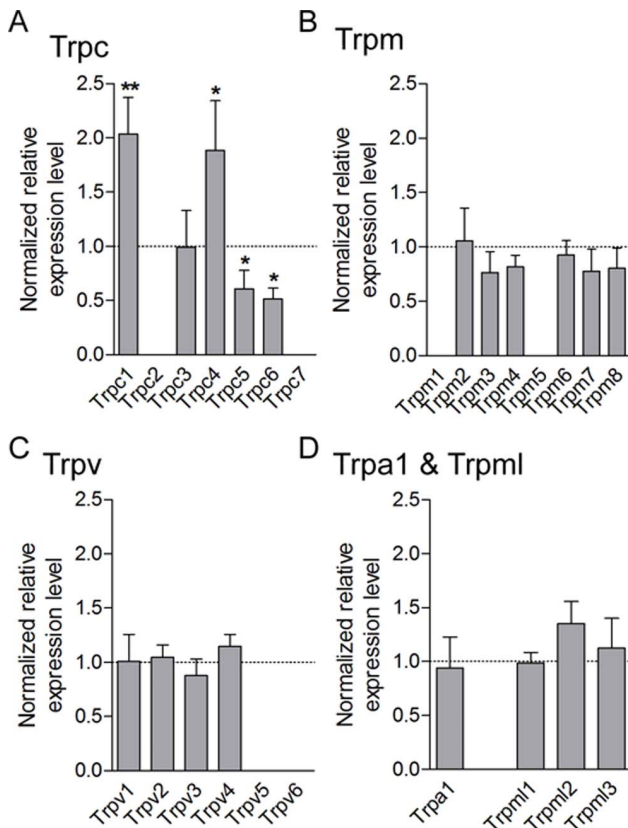 A
Trpc
Normalized relative
expression level
2.5
2.0
1.5
1.0
0.5
0.0
**
*
*
*
Trpc1
Trpc2
Trpc3
Trpc4
Trpc5
Trpc6
Trpc7
B
Trpm
Normalized relative
expression level
2.5
2.0
1.5
1.0
0.5
0.0
Trpm1
Trpm2
Trpm3
Trpm4
Trpm5
Trpm6
Trpm7
Trpm8
C
Trpv
Normalized relative
expression level
2.5
2.0
1.5
1.0
0.5
0.0
Trpv1
Trpv2
Trpv3
Trpv4
Trpv5
Trpv6
D
Trpa1 & Trpml
Normalized relative
expression level
2.5
2.0
1.5
1.0
0.5
0.0
Trpa1
Trpml1
Trpml2
Trpml3